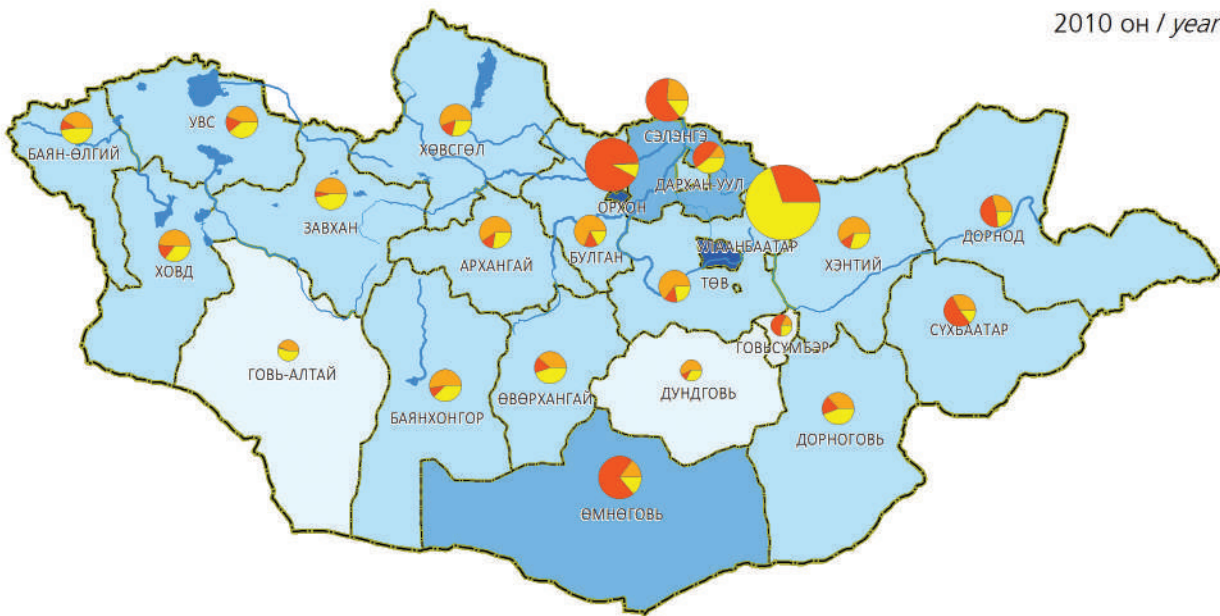 2010 он / year
УВС
БАЯН-ӨЛГИЙ
ХӨВСГӨЛ
СЭЛЭНГЭ
ДАРХАН-УУЛ
ОРХОН
ЗАВХАН
ХОВД
АРХАНГАЙ
БУЛГАН
УЛААНБААТАР
ТӨВ
ХЭНТИЙ
ДОРНОД
СҮХБААТАР
ГОВЬСҮМБЭР
ГОВЬ-АЛТАЙ
БАЯНХОНГОР
ӨВӨРХАНГАЙ
ДУНДГОВЬ
ДОРНОГОВЬ
ӨМНӨГОВЬ